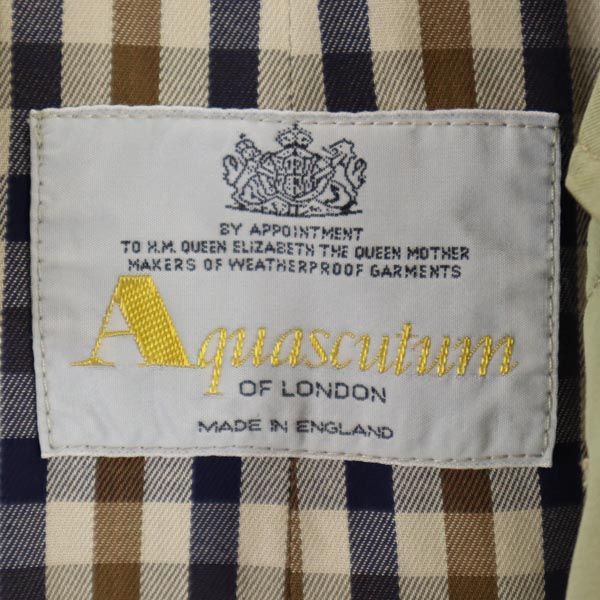 BY APPOINTMENT
TO H.M. QUEEN ELIZABETH THE QUEEN MOTHER
MAKERS OF WEATHERPROOF GARMENTS
Aquascutum
OF LONDON
MADE IN ENGLAND